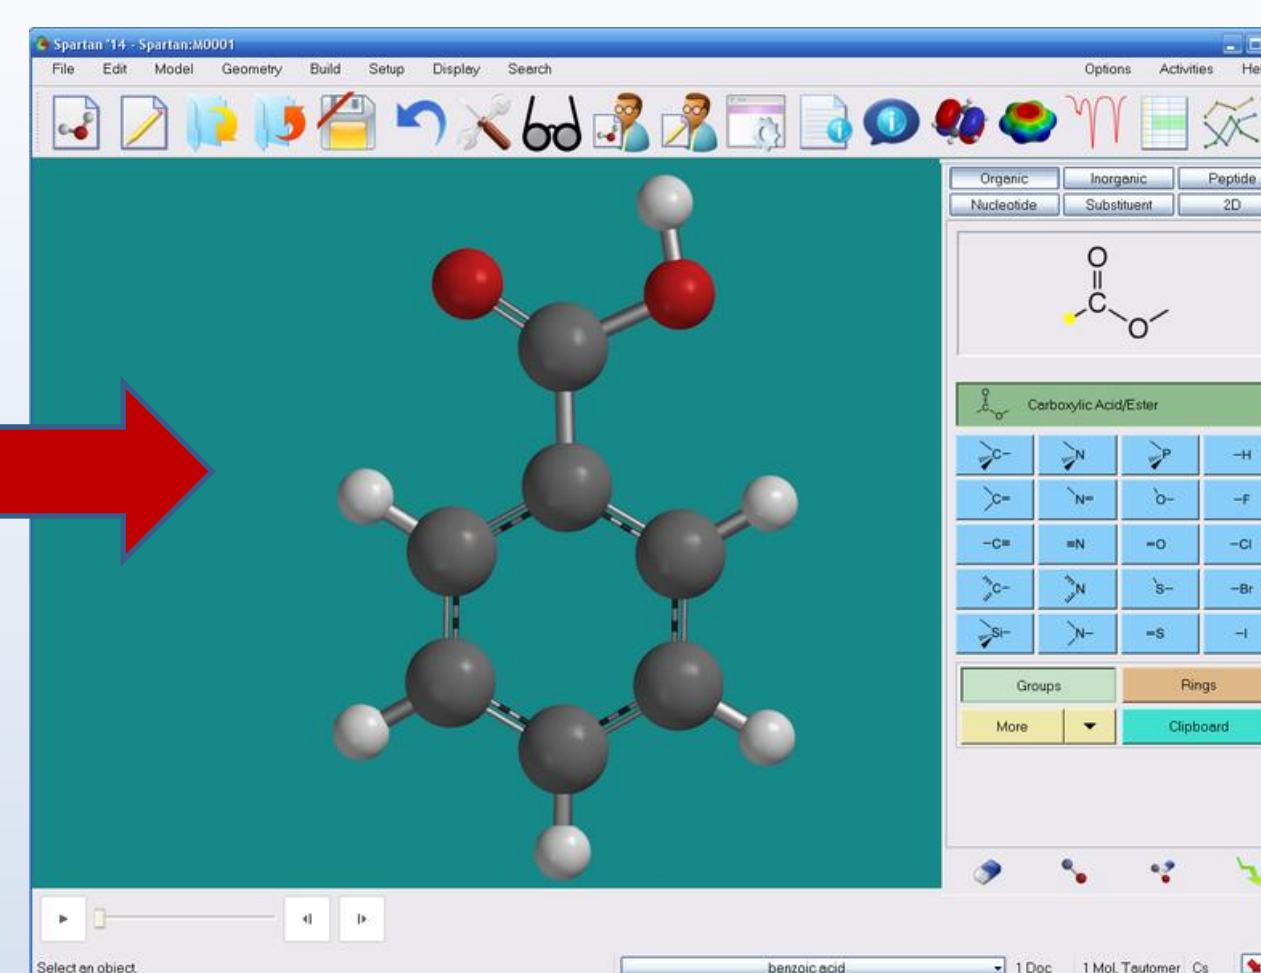 Spartan '14 - Spartan:M0001
File Edit Model Geometry Build Setup Display Search Options Activities Hel
Organic Inorganic Peptide
Nucleotide Substituent 2D
O
C
O
Carboxylic Acid/Ester
C– N P –H
C= N= O– –F
–C≡ ≡N =O –Cl
C– N S– –Br
Si– N– =S –I
Groups Rings
More Clipboard
Select an object.
benzoic acid 1 Doc 1 Mol. Tautomer Cs